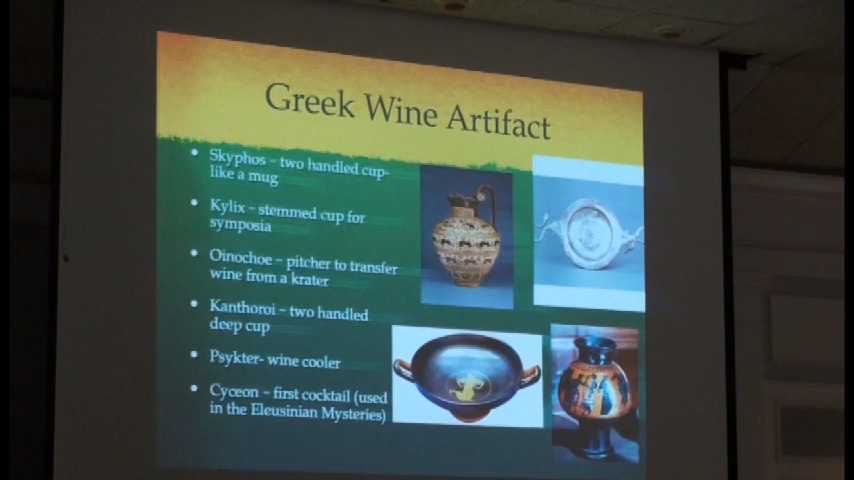 Greek Wine Artifact
• Skyphos – two handled cup-
like a mug
• Kylix – stemmed cup for
symposia
• Oinochoe – pitcher to transfer
wine from a krater
• Kanthoroi – two handled
deep cup
• Psykter- wine cooler
• Cyceon – first cocktail (used
in the Eleusinian Mysteries)